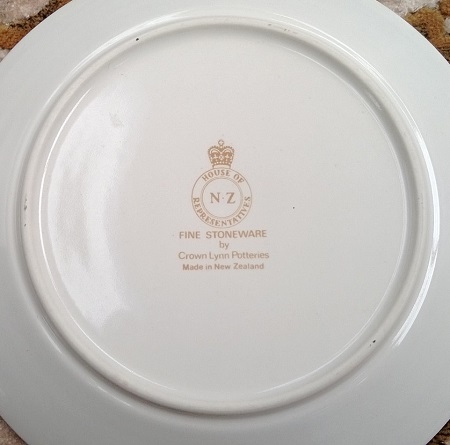 HOUSE OF
N·Z
REPRESENTATIVES
FINE STONEWARE
by
Crown Lynn Potteries
Made in New Zealand